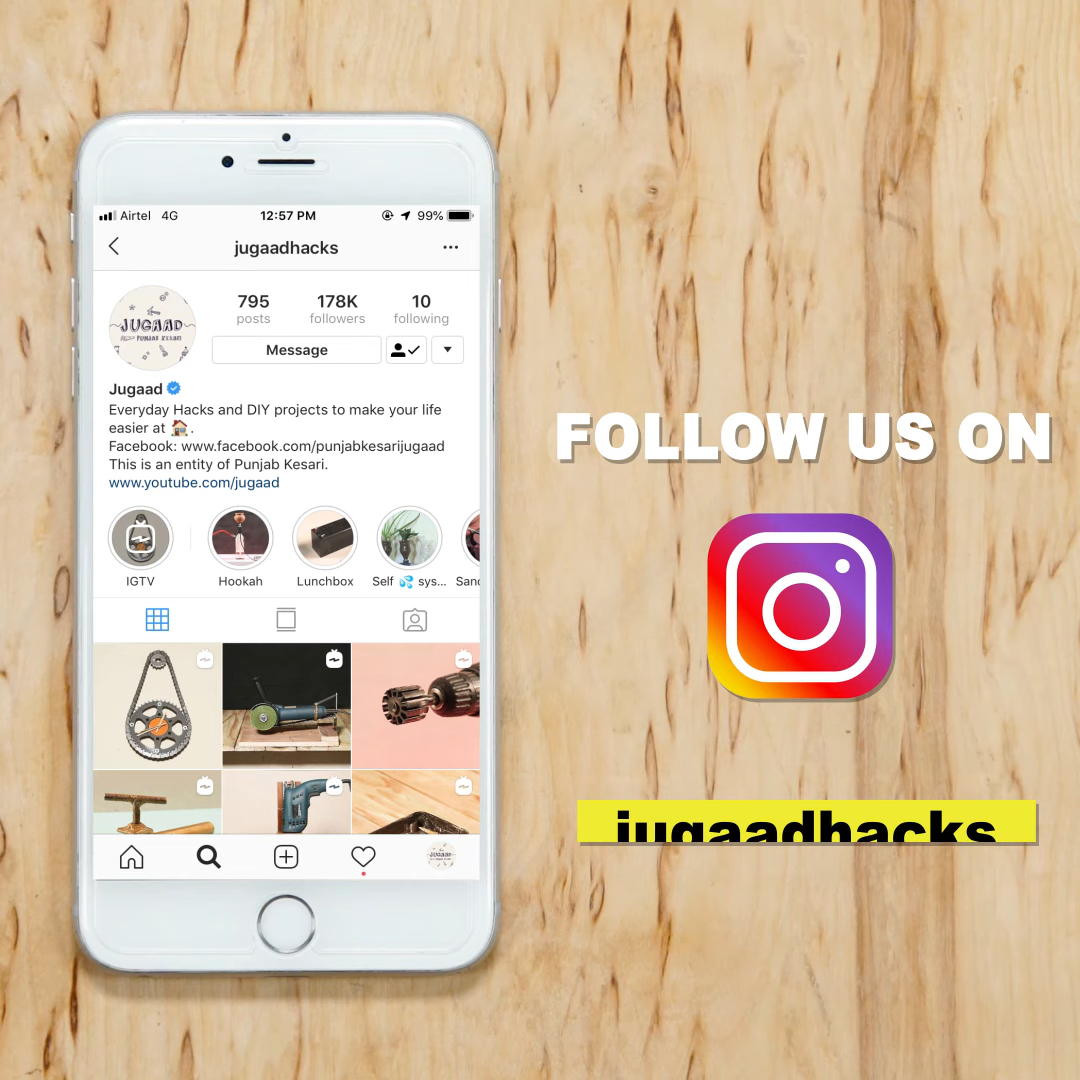 Airtel 4G 12:57 PM 99%
jugaadhacks
795 178K 10
posts followers following
JUGAAD
PUNJAB KESARI
Message
Jugaad
Everyday Hacks and DIY projects to make your life
easier at 🏠.
Facebook: www.facebook.com/punjabkesarijugaad
This is an entity of Punjab Kesari.
www.youtube.com/jugaad
IGTV Hookah Lunchbox Self 💦 sys... Sand
JUGAAD
FOLLOW US ON
jugaadhacks